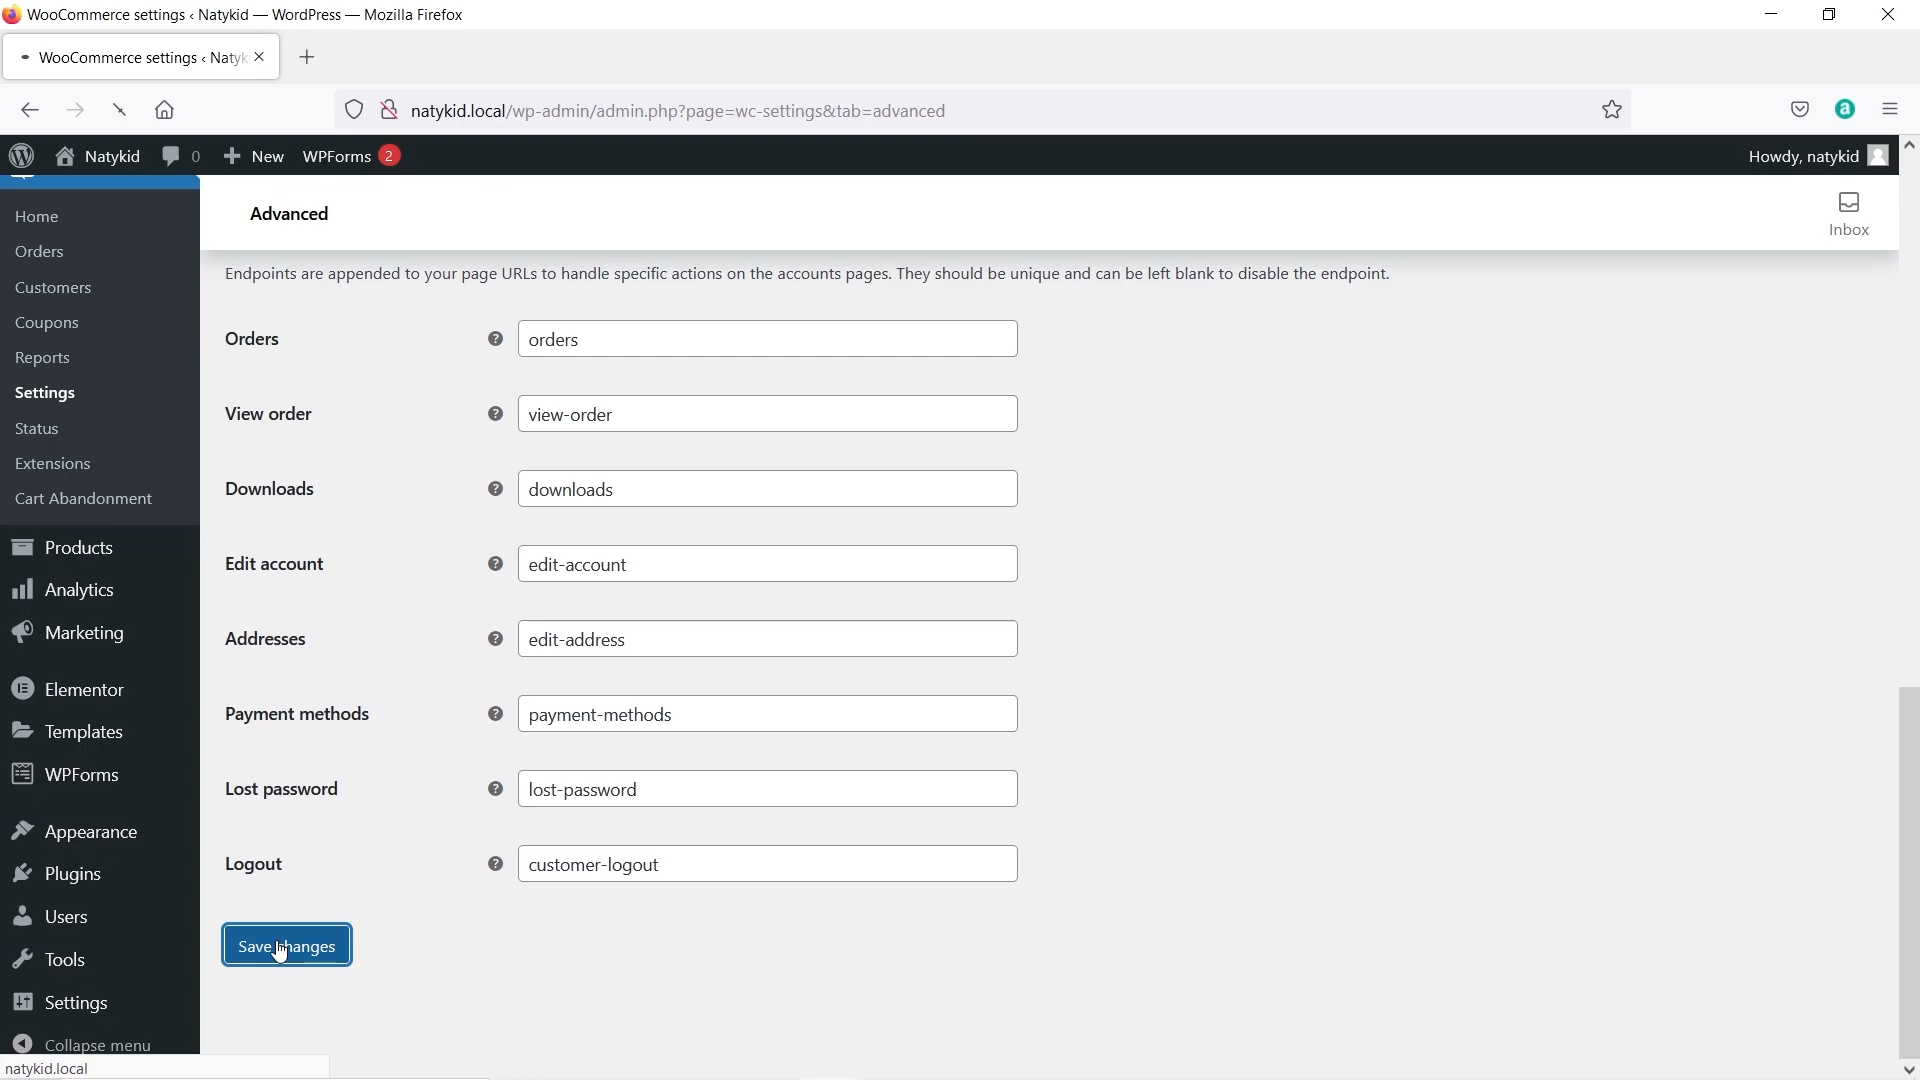 WooCommerce settings ‹ Natykid — WordPress — Mozilla Firefox
WooCommerce settings ‹ Natyk
natykid.local/wp-admin/admin.php?page=wc-settings&tab=advanced
Natykid 0 New WPForms 2 Howdy, natykid
Home
Orders
Customers
Coupons
Reports
Settings
Status
Extensions
Cart Abandonment
Products
Analytics
Marketing
Elementor
Templates
WPForms
Appearance
Plugins
Users
Tools
Settings
Collapse menu
Advanced
Inbox
Endpoints are appended to your page URLs to handle specific actions on the accounts pages. They should be unique and can be left blank to disable the endpoint.
Orders ? orders
View order ? view-order
Downloads ? downloads
Edit account ? edit-account
Addresses ? edit-address
Payment methods ? payment-methods
Lost password ? lost-password
Logout ? customer-logout
Save changes
natykid.local